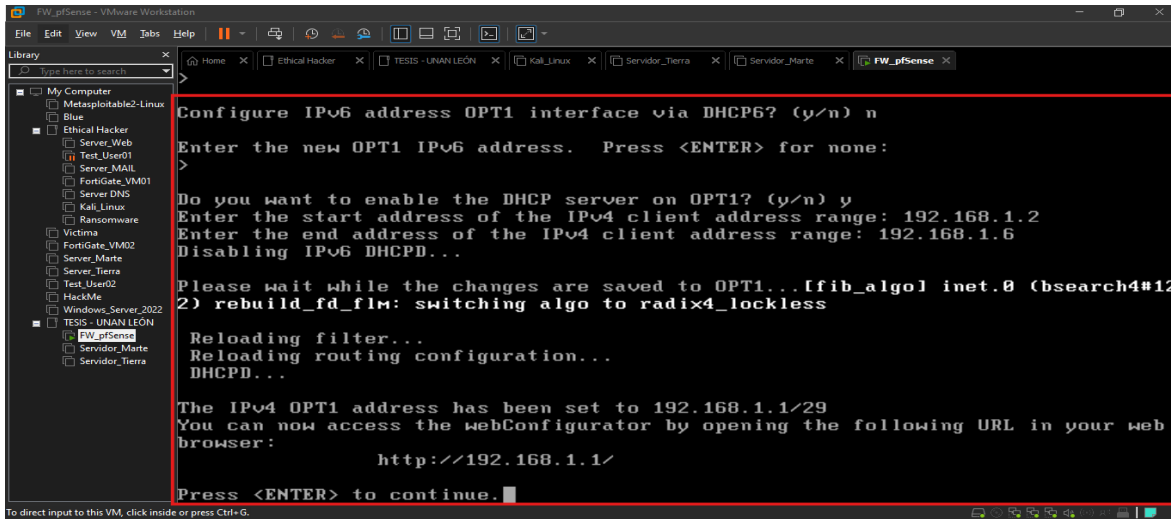 FW_pfSense - VMware Workstation
File Edit View VM Tabs Help
Library
Type here to search
My Computer
Metasploitable2-Linux
Blue
Ethical Hacker
Server_Web
Test_User01
Server_MAIL
FortiGate_VM01
Server DNS
Kali_Linux
Ransomware
Victima
FortiGate_VM02
Server_Marte
Server_Tierra
Test_User02
HackMe
Windows_Server_2022
TESIS - UNAN LEÓN
FW_pfSense
Servidor_Marte
Servidor_Tierra
Home Ethical Hacker TESIS - UNAN LEÓN Kali_Linux Servidor_Tierra Servidor_Marte FW_pfSense
>
Configure IPv6 address OPT1 interface via DHCP6? (y/n) n
Enter the new OPT1 IPv6 address. Press <ENTER> for none:
>
Do you want to enable the DHCP server on OPT1? (y/n) y
Enter the start address of the IPv4 client address range: 192.168.1.2
Enter the end address of the IPv4 client address range: 192.168.1.6
Disabling IPv6 DHCPD...
Please wait while the changes are saved to OPT1...[fib_algo] inet.0 (bsearch4#12
2) rebuild_fd_flm: switching algo to radix4_lockless
Reloading filter...
Reloading routing configuration...
DHCPD...
The IPv4 OPT1 address has been set to 192.168.1.1/29
You can now access the webConfigurator by opening the following URL in your web
browser:
http://192.168.1.1/
Press <ENTER> to continue.
To direct input to this VM, click inside or press Ctrl+G.